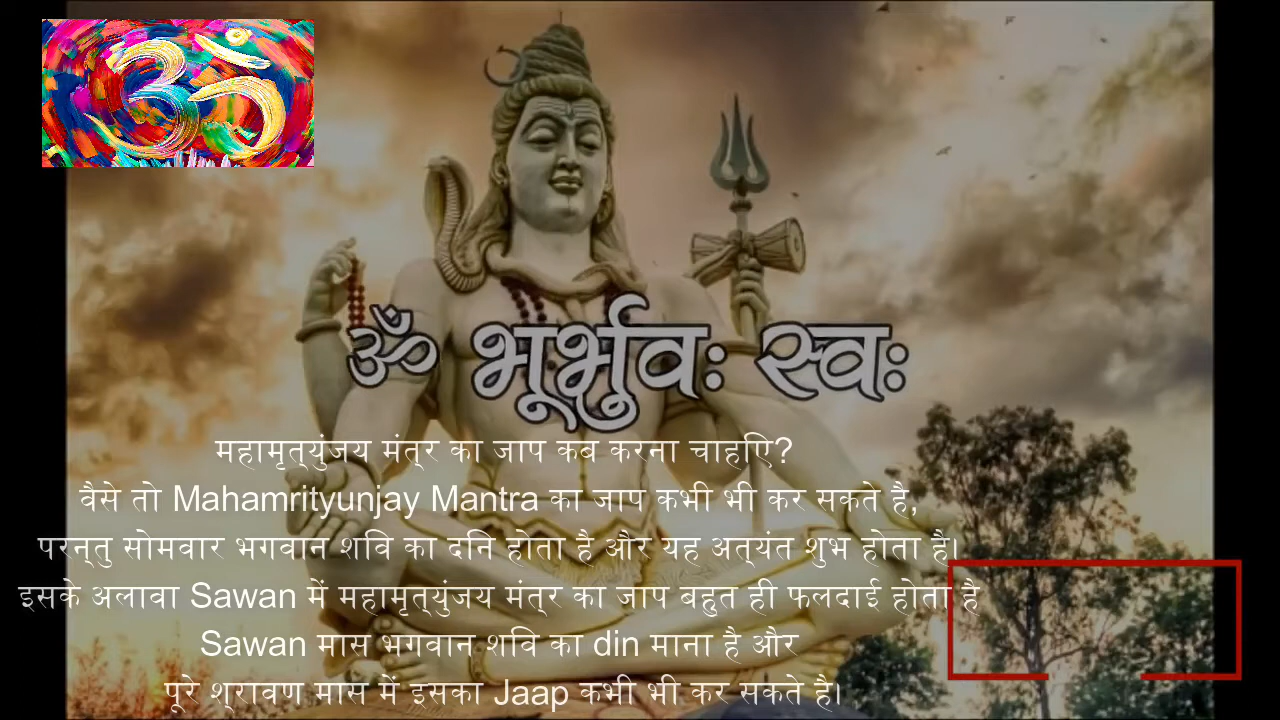 ॐ
ॐ भूर्भुवः स्वः
महामृत्युंजय मंत्र का जाप कब करना चाहिए?
वैसे तो Mahamrityunjay Mantra का जाप कभी भी कर सकते है,
परन्तु सोमवार भगवान शिव का दिन होता है और यह अत्यंत शुभ होता है।
इसके अलावा Sawan में महामृत्युंजय मंत्र का जाप बहुत ही फलदाई होता है
Sawan मास भगवान शिव का din माना है और
पूरे श्रावण मास में इसका Jaap कभी भी कर सकते है।